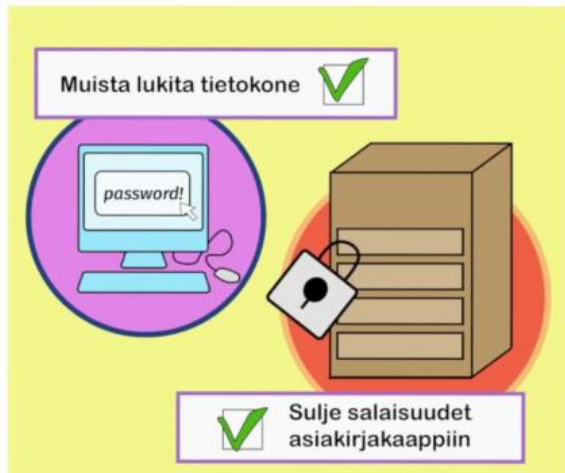 Muista lukita tietokone
password!
Sulje salaisuudet
asiakirjakaappiin